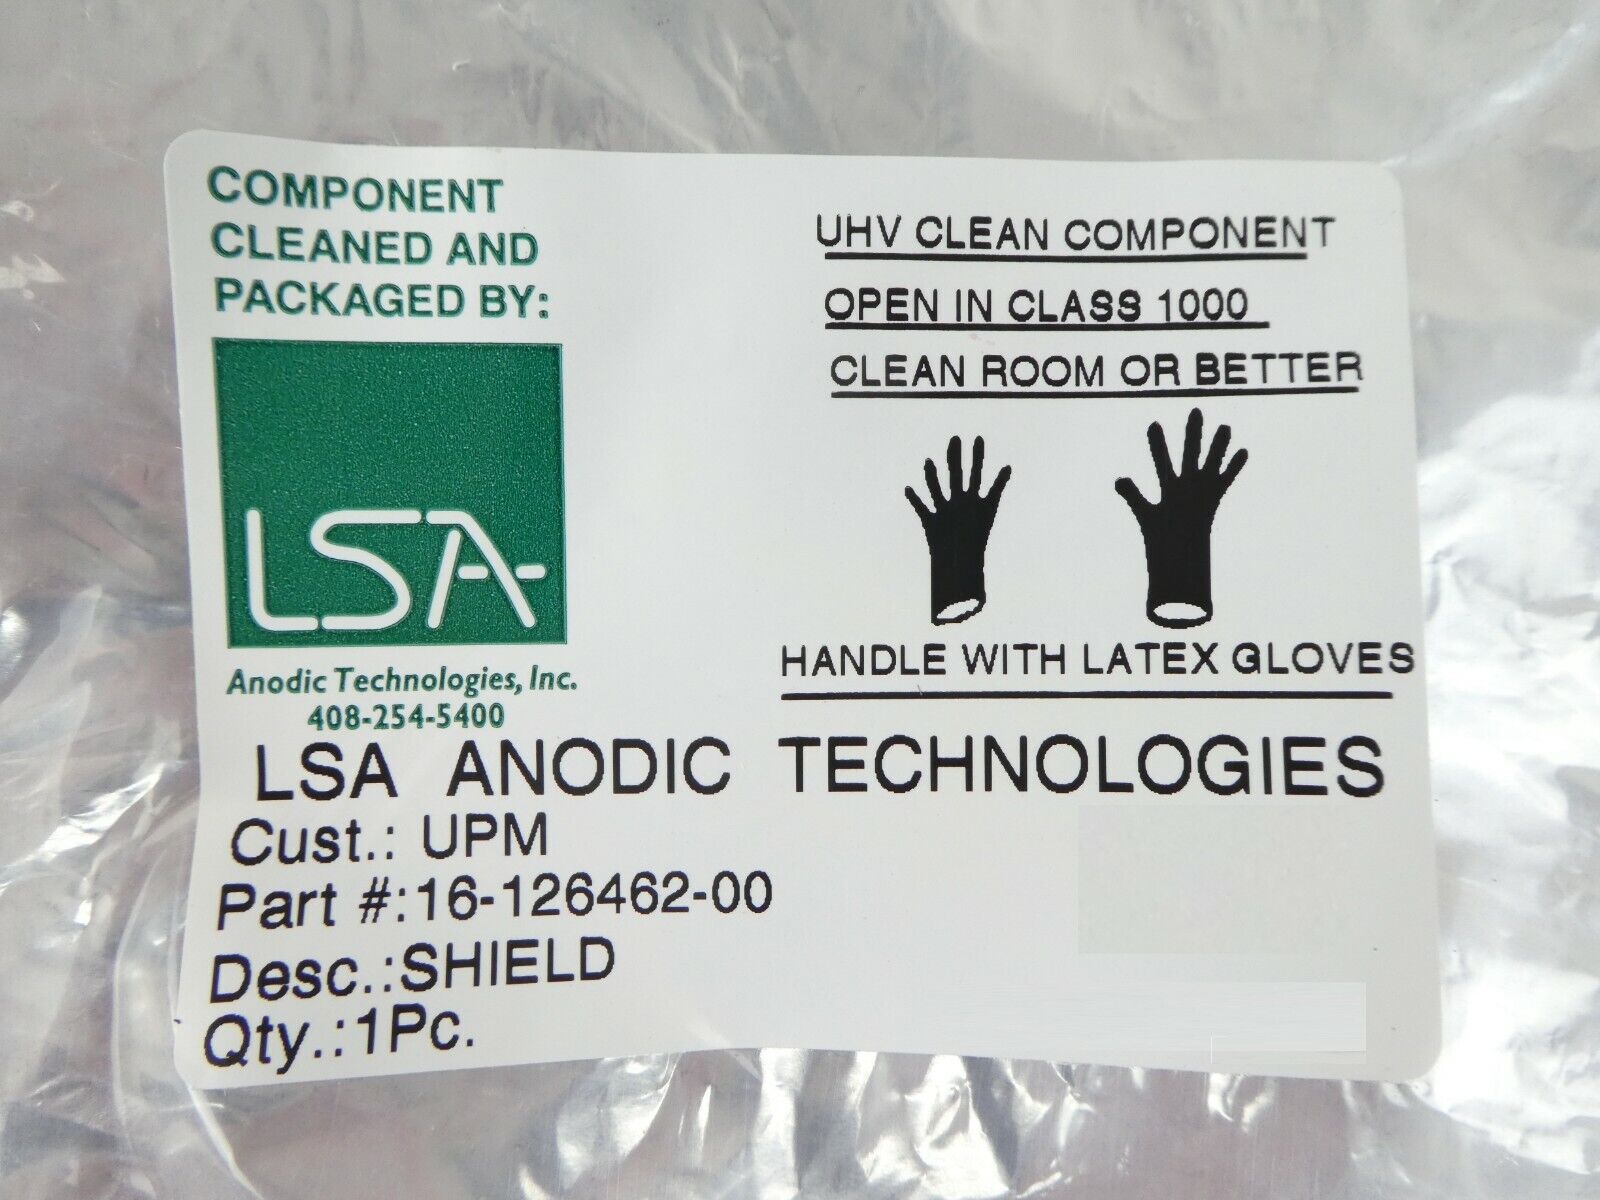 COMPONENT
CLEANED AND
PACKAGED BY:
LSA
Anodic Technologies, Inc.
408-254-5400
UHV CLEAN COMPONENT
OPEN IN CLASS 1000
CLEAN ROOM OR BETTER
HANDLE WITH LATEX GLOVES
LSA ANODIC TECHNOLOGIES
Cust.: UPM
Part #:16-126462-00
Desc.:SHIELD
Qty.:1Pc.